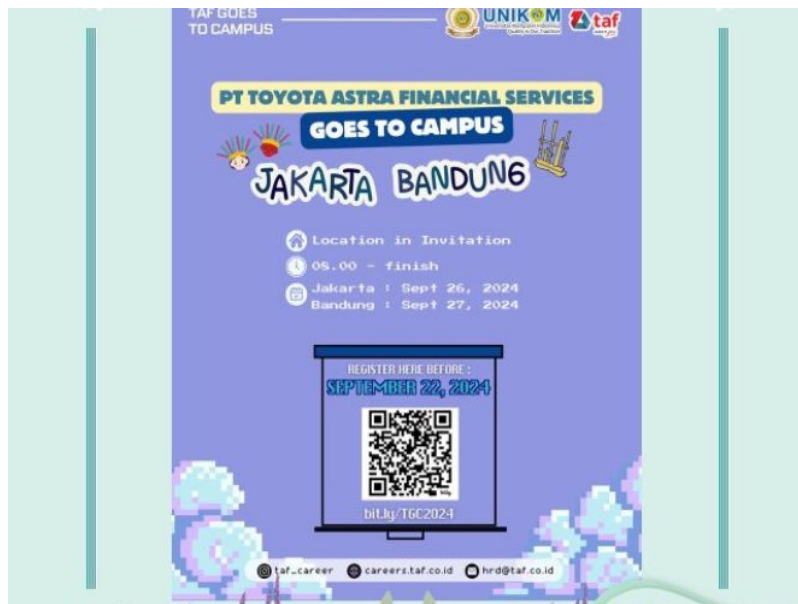 TAF GOES
TO CAMPUS
UNIKOM
taf
PT TOYOTA ASTRA FINANCIAL SERVICES
GOES TO CAMPUS
JAKARTA BANDUNG
Location in Invitation
08.00 - finish
Jakarta : Sept 26, 2024
Bandung : Sept 27, 2024
REGISTER HERE BEFORE :
SEPTEMBER 22, 2024
bit.ly/TGC2024
taf_career careers.taf.co.id hrd@taf.co.id